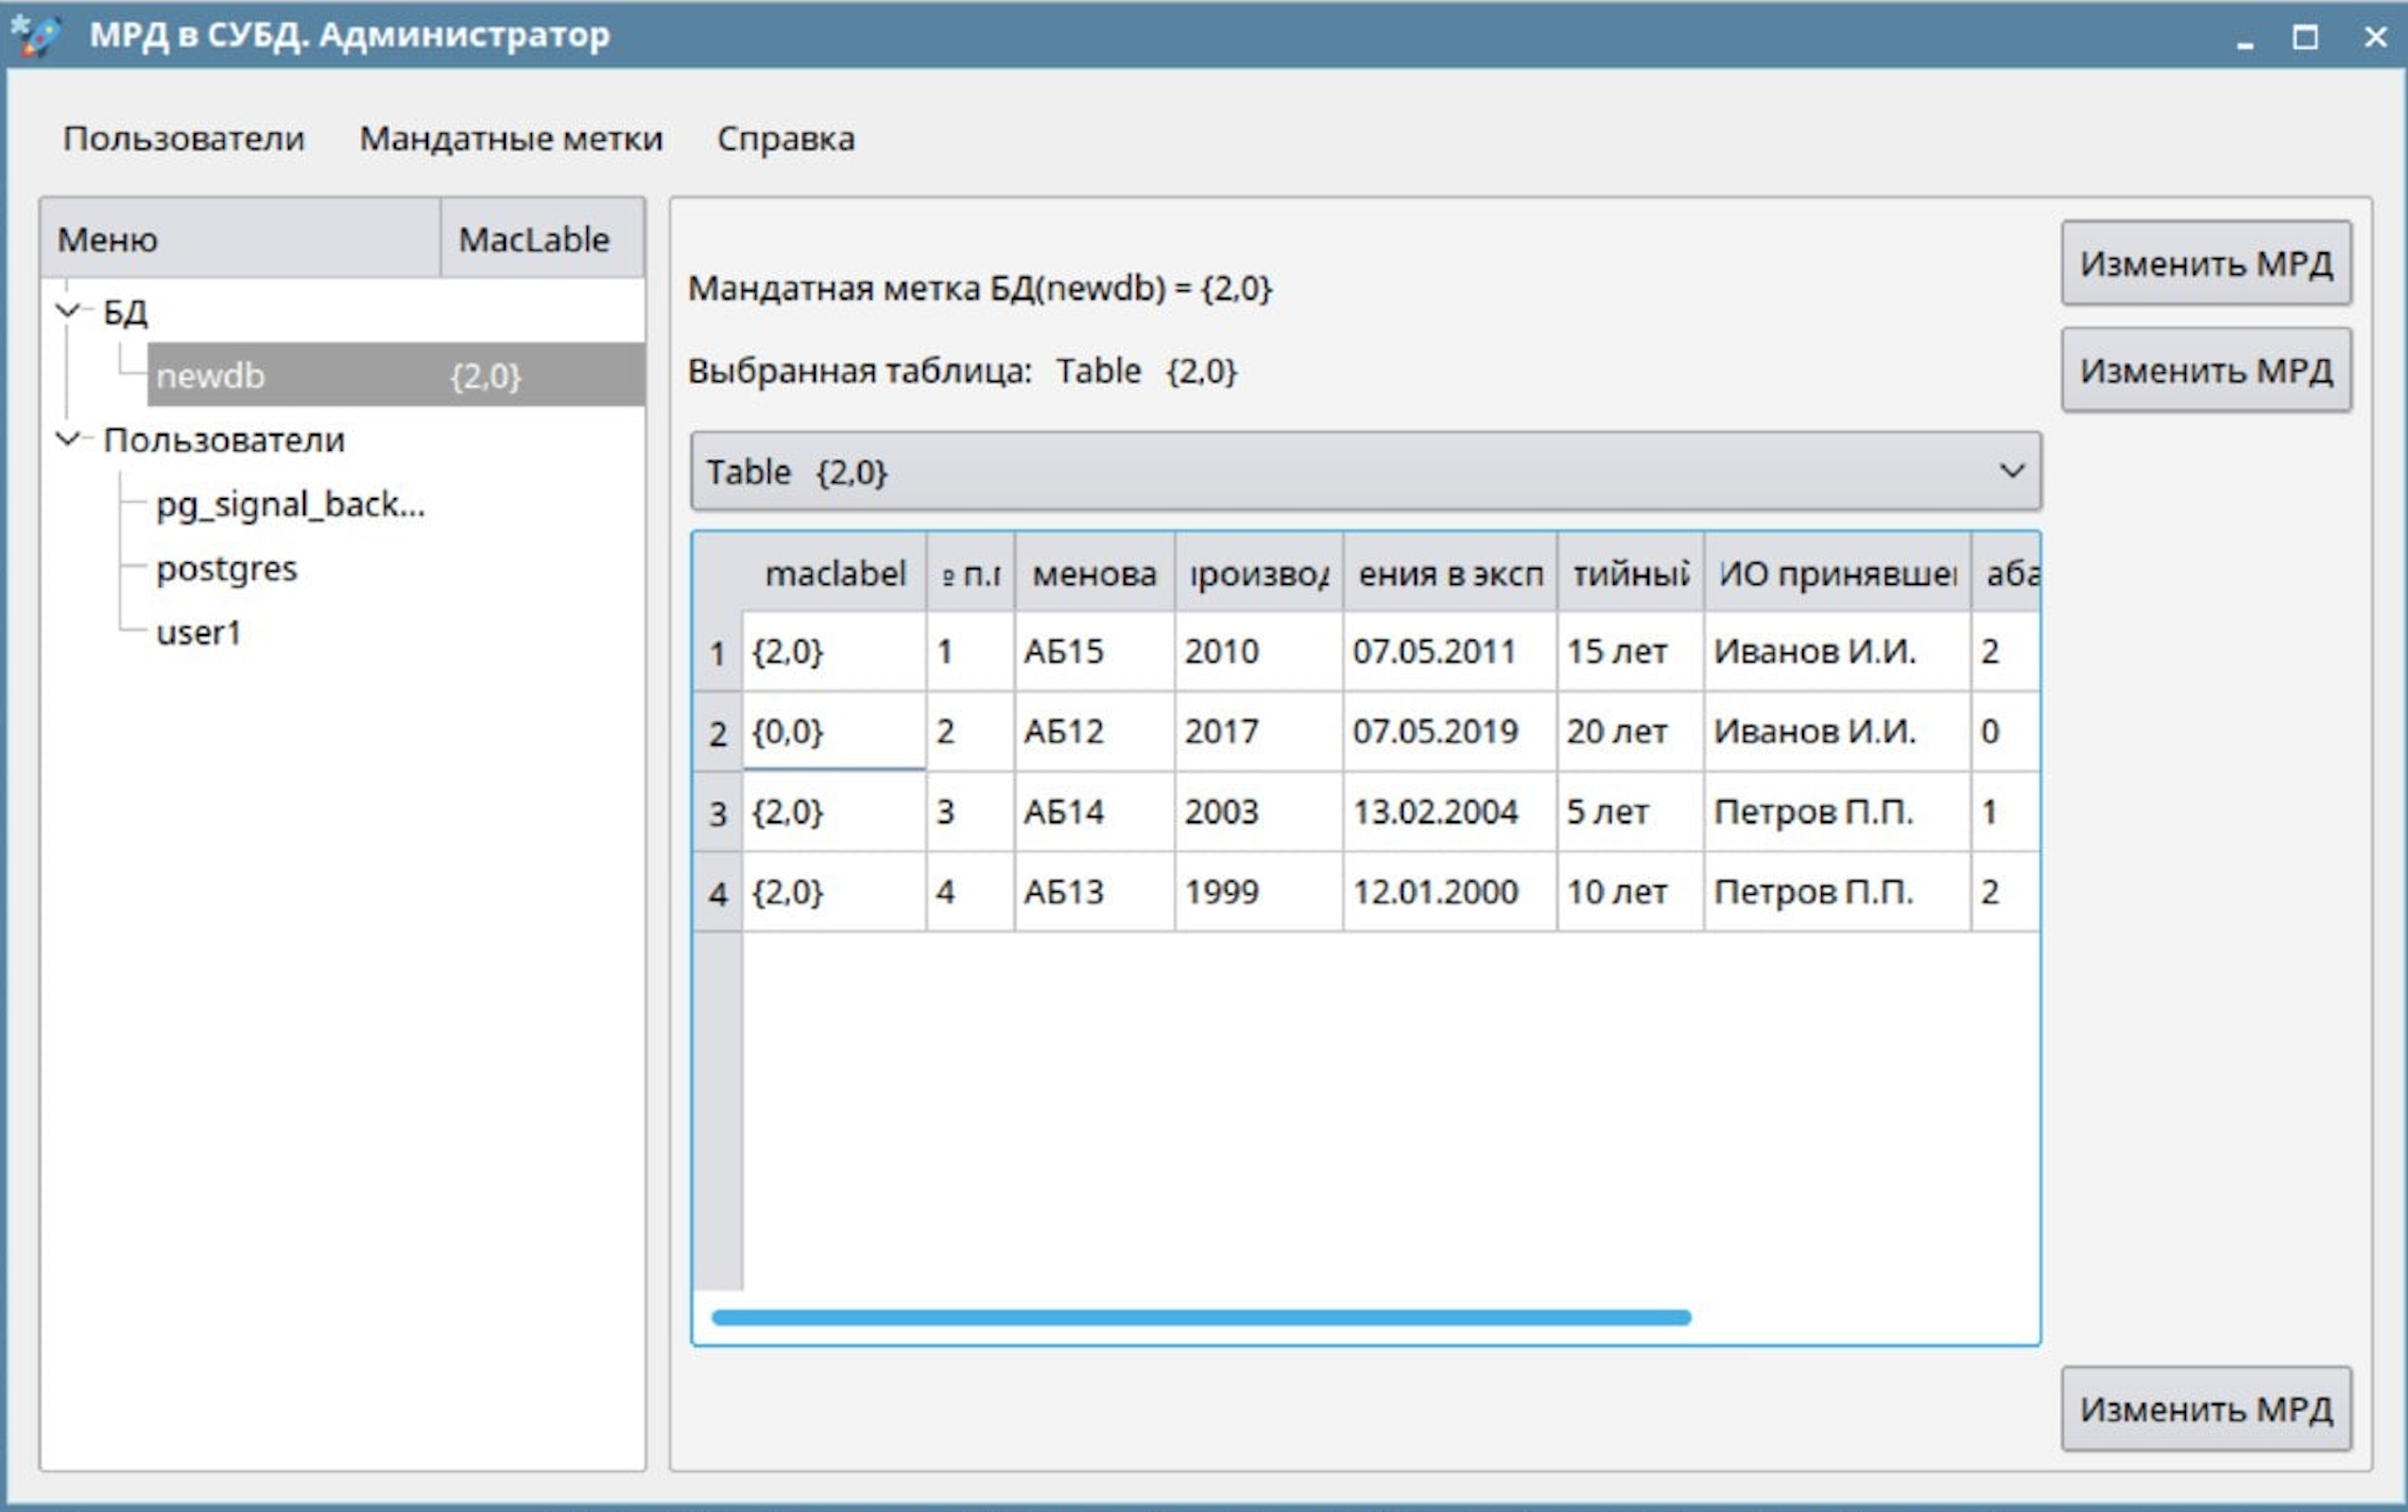 МРД в СУБД. Администратор
Пользователи Мандатные метки Справка
Меню MacLable
БД
newdb {2,0}
Пользователи
pg_signal_back...
postgres
user1
Мандатная метка БД(newdb) = {2,0}
Изменить МРД
Выбранная таблица: Table {2,0}
Изменить МРД
Table {2,0}
maclabel № п.п менова производ ения в эксп тийный ИО принявшег аба
1 {2,0} 1 АБ15 2010 07.05.2011 15 лет Иванов И.И. 2
2 {0,0} 2 АБ12 2017 07.05.2019 20 лет Иванов И.И. 0
3 {2,0} 3 АБ14 2003 13.02.2004 5 лет Петров П.П. 1
4 {2,0} 4 АБ13 1999 12.01.2000 10 лет Петров П.П. 2
Изменить МРД